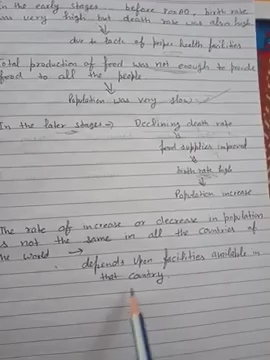 In the early stages before 8000, birth rate
was very high but death rate was also high
due to lack of proper health facilities
Total production of food was not enough to provide
food to all the people
Population was very slow
In the later stages ⇒ Declining death rate
food supplies improved
birth rate high
Population increase
The rate of increase or decrease in population
is not the same in all the countries of
the world → depends upon facilities available in
that country.